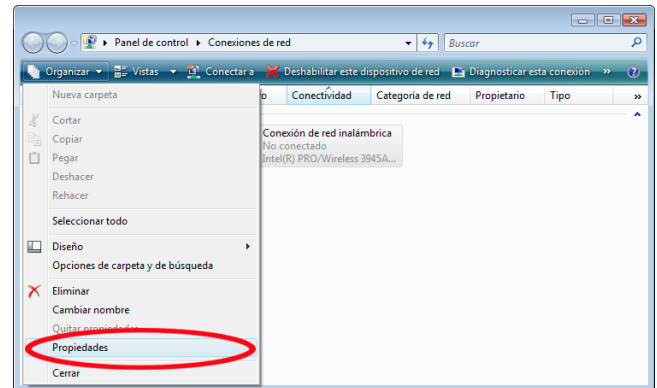 Panel de control Conexiones de red Buscar
Organizar Vistas Conectar a Deshabilitar este dispositivo de red Diagnosticar esta conexión » ?
Nueva carpeta
Conectividad Categoría de red Propietario Tipo »
Cortar
Copiar
Pegar
Deshacer
Rehacer
Seleccionar todo
Diseño
Opciones de carpeta y de búsqueda
Eliminar
Cambiar nombre
Quitar propiedades
Propiedades
Cerrar
Conexión de red inalámbrica
No conectado
Intel(R) PRO/Wireless 3945A...